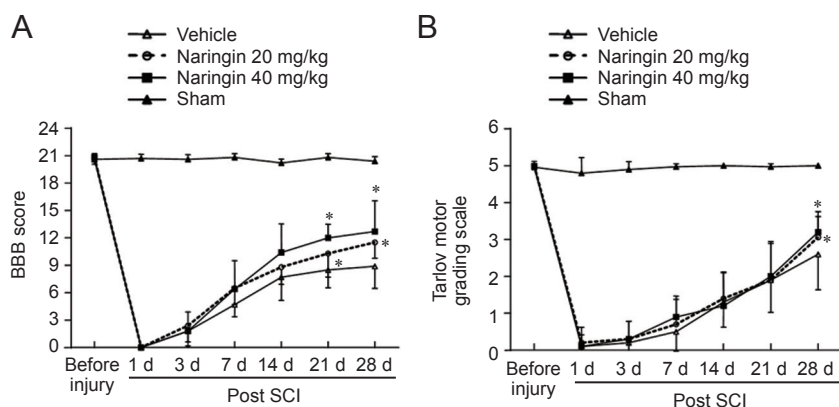 A
Vehicle
Naringin 20 mg/kg
Naringin 40 mg/kg
Sham
BBB score
24
21
18
15
12
9
6
3
0
*
*
*
*
Before injury
1 d
3 d
7 d
14 d
21 d
28 d
Post SCI
B
Vehicle
Naringin 20 mg/kg
Naringin 40 mg/kg
Sham
Tarlov motor
grading scale
6
5
4
3
2
1
0
*
*
Before
injury
1 d
3 d
7 d
14 d
21 d
28 d
Post SCI